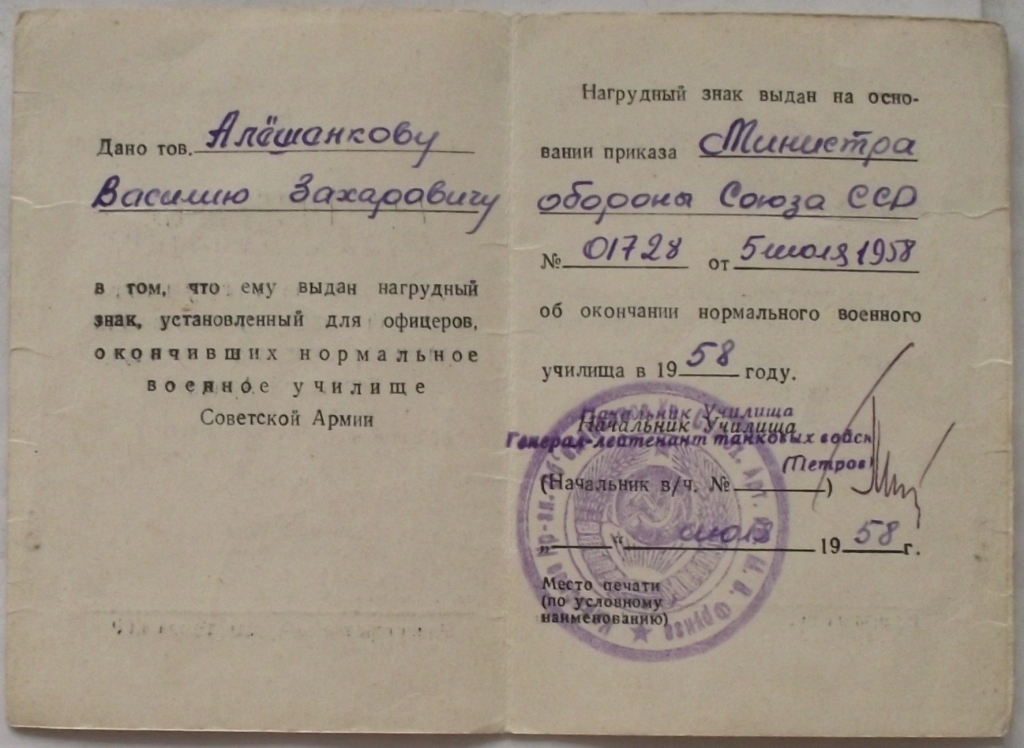 Дано тов. Алёшанкову
Василию Захаравичу
в том, что ему выдан нагрудный
знак, установленный для офицеров,
окончивших нормальное
военное училище
Советской Армии
Нагрудный знак выдан на осно-
вании приказа Министра
обороны Союза ССР
№ 01728 от 5 июля 1958
об окончании нормального военного
училища в 1958 году.
Начальник Училища
Начальник Училища
Генерал-лейтенант танковых войск
(Петров)
(Начальник в/ч. № )
„ “ июля 1958 г.
Место печати
(по условному
наименованию)
М. В. Фрунзе